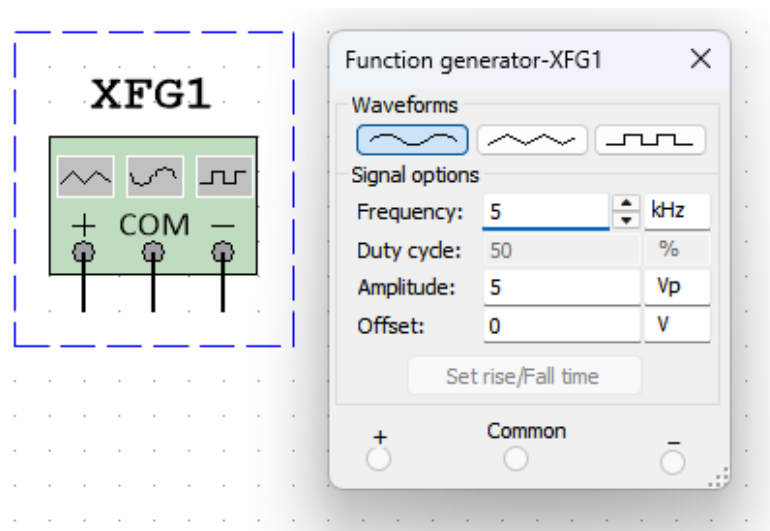 XFG1
+ COM −
Function generator-XFG1
Waveforms
Signal options
Frequency: 5 kHz
Duty cycle: 50 %
Amplitude: 5 Vp
Offset: 0 V
Set rise/Fall time
+ Common −